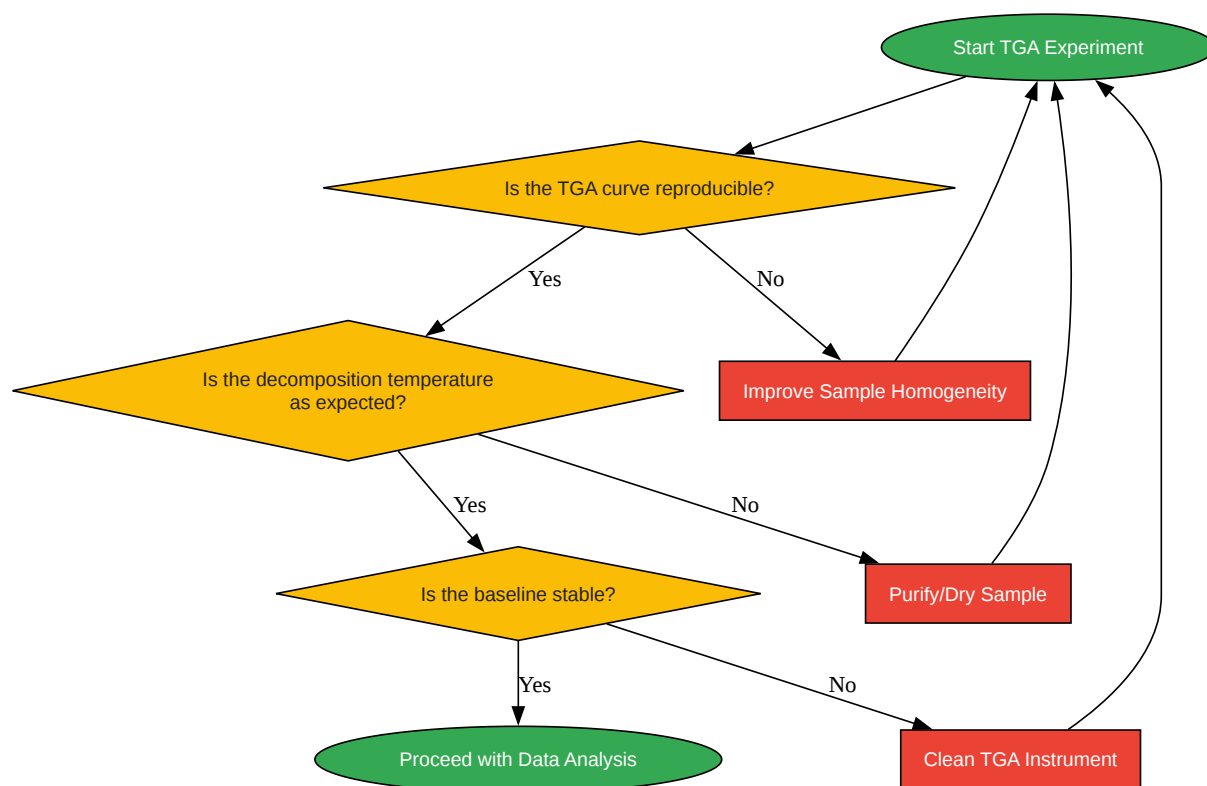 Start TGA Experiment
Is the TGA curve reproducible?
Yes
No
Is the decomposition temperature
as expected?
Improve Sample Homogeneity
Yes
No
Is the baseline stable?
Purify/Dry Sample
Yes
No
Proceed with Data Analysis
Clean TGA Instrument